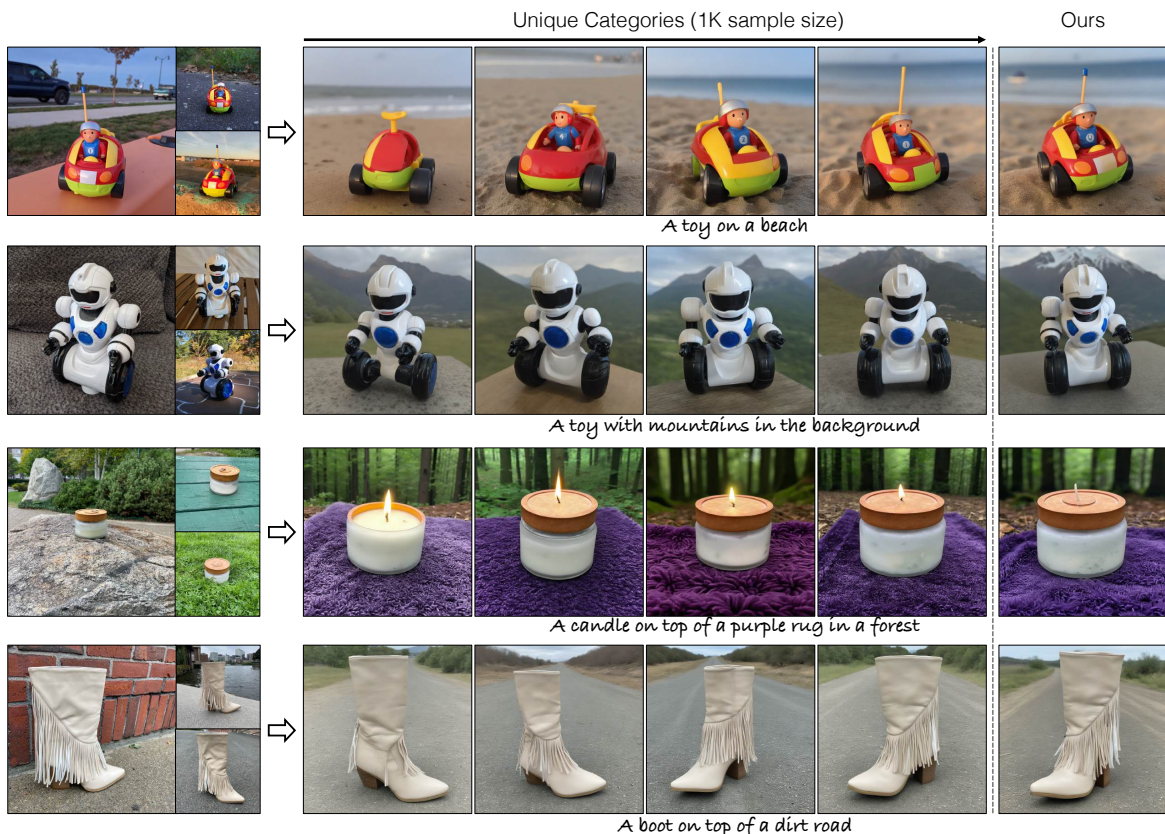 Unique Categories (1K sample size)
Ours
A toy on a beach
A toy with mountains in the background
A candle on top of a purple rug in a forest
A boot on top of a dirt road